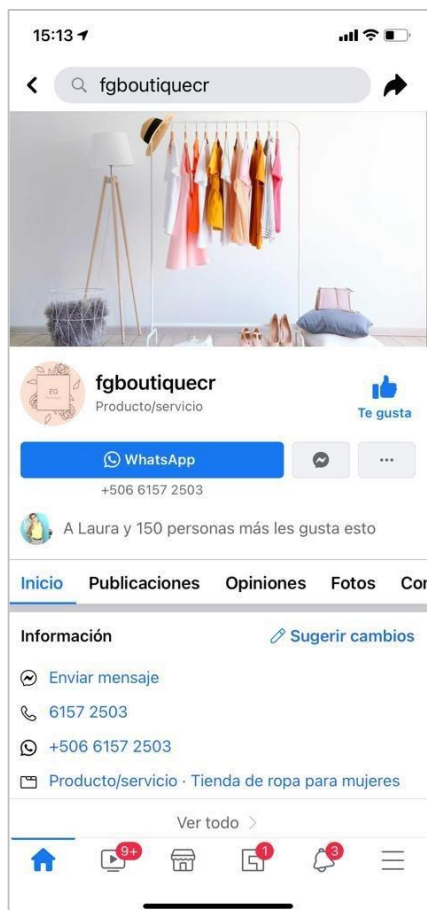 15:13
fgboutiquecr
FG
fgboutiquecr
Producto/servicio
Te gusta
WhatsApp
+506 6157 2503
A Laura y 150 personas más les gusta esto
Inicio Publicaciones Opiniones Fotos Cor
Información Sugerir cambios
Enviar mensaje
6157 2503
+506 6157 2503
Producto/servicio · Tienda de ropa para mujeres
Ver todo
9+ 1 3